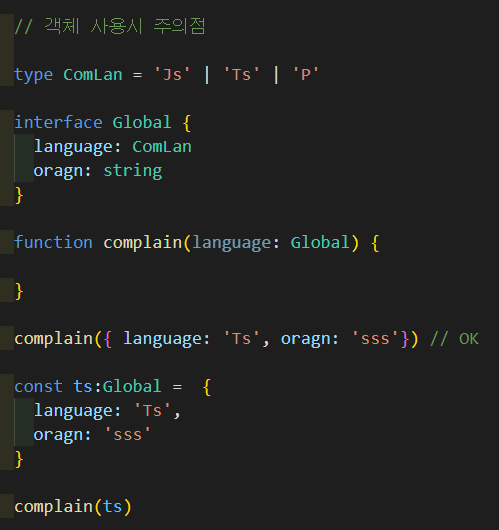 // 객체 사용시 주의점
type ComLan = 'Js' | 'Ts' | 'P'
interface Global {
  language: ComLan
  oragn: string
}
function complain(language: Global) {
}
complain({ language: 'Ts', oragn: 'sss'}) // OK
const ts:Global =  {
  language: 'Ts',
  oragn: 'sss'
}
complain(ts)